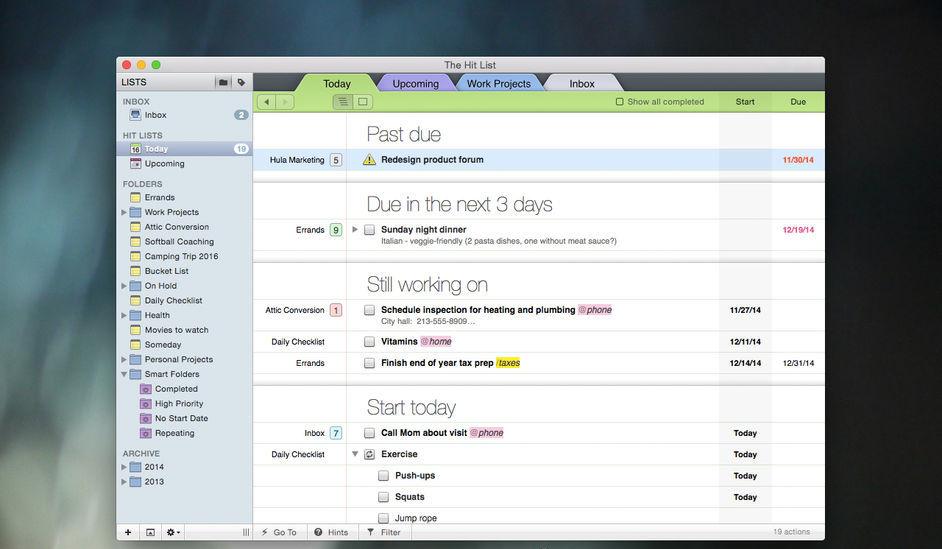 The Hit List
LISTS
Today
Upcoming
Work Projects
Inbox
Show all completed
Start
Due
INBOX
Inbox
2
HIT LISTS
16
Today
19
Upcoming
FOLDERS
Errands
Work Projects
Attic Conversion
Softball Coaching
Camping Trip 2016
Bucket List
On Hold
Daily Checklist
Health
Movies to watch
Someday
Personal Projects
Smart Folders
Completed
High Priority
No Start Date
Repeating
ARCHIVE
2014
2013
Past due
Hula Marketing 5 Redesign product forum 11/30/14
Due in the next 3 days
Errands 9 Sunday night dinner 12/19/14
Italian - veggie-friendly (2 pasta dishes, one without meat sauce?)
Still working on
Attic Conversion 1 Schedule inspection for heating and plumbing @phone 11/27/14
City hall: 213-555-8909...
Daily Checklist Vitamins @home 12/11/14
Errands Finish end of year tax prep /taxes 12/14/14 12/31/14
Start today
Inbox 7 Call Mom about visit @phone Today
Daily Checklist Exercise Today
Push-ups Today
Squats Today
Jump rope
Go To
Hints
Filter
19 actions